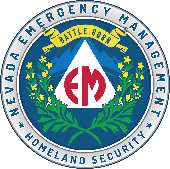 NEVADA EMERGENCY MANAGEMENT
BATTLE BORN
EM
HOMELAND SECURITY